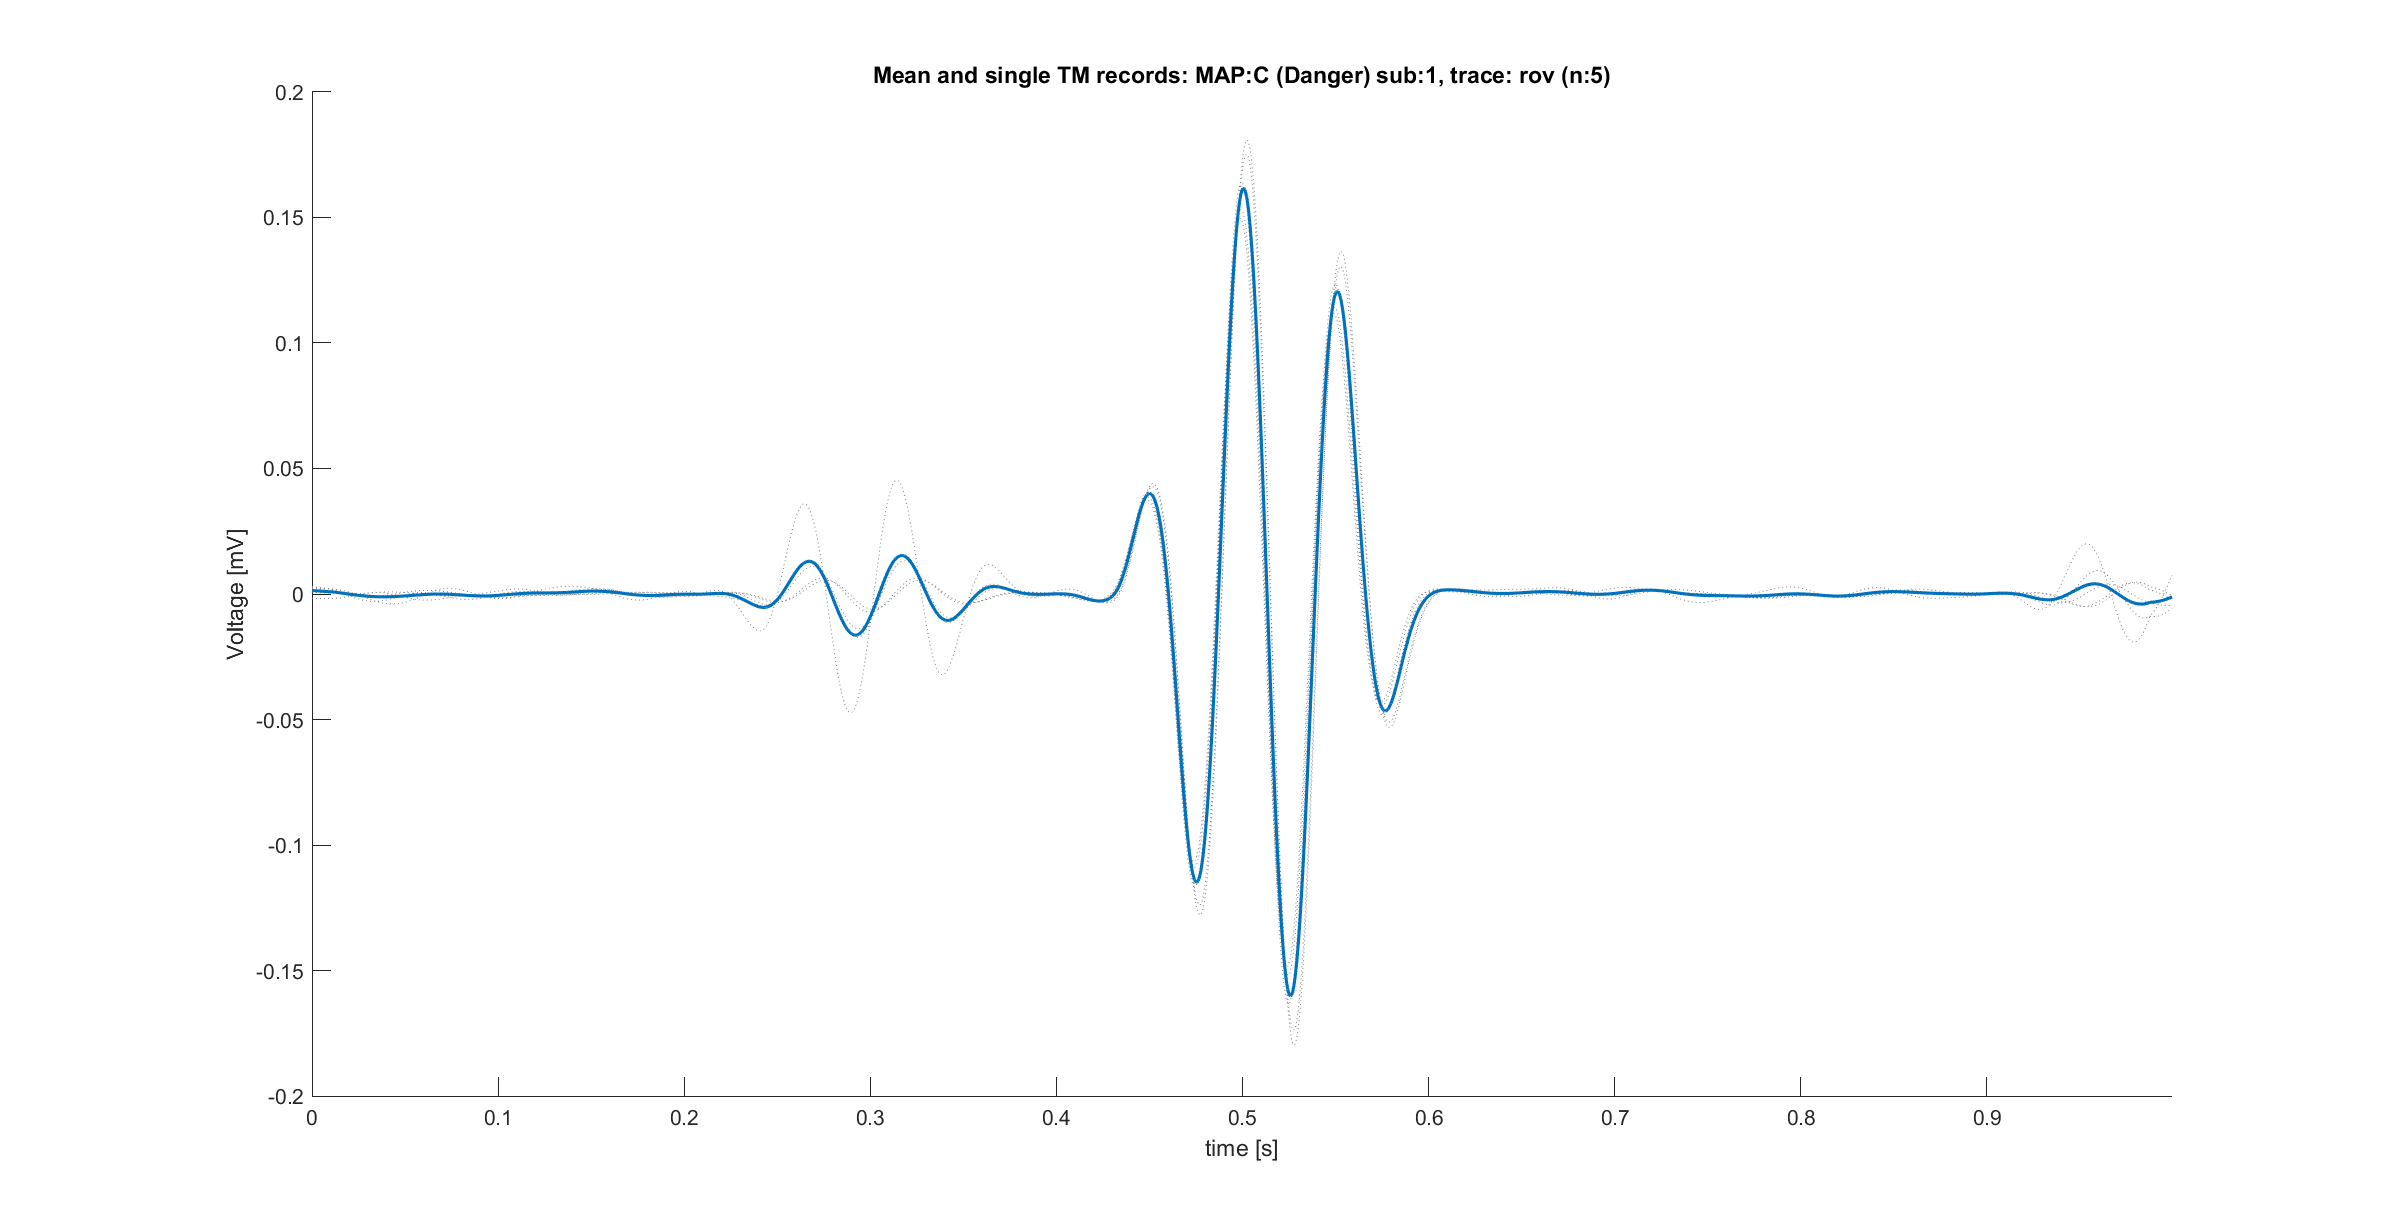 Mean and single TM records: MAP:C (Danger) sub:1, trace: rov (n:5)
0.2
0.15
0.1
0.05
0
-0.05
-0.1
-0.15
-0.2
Voltage [mV]
0 0.1 0.2 0.3 0.4 0.5 0.6 0.7 0.8 0.9
time [s]